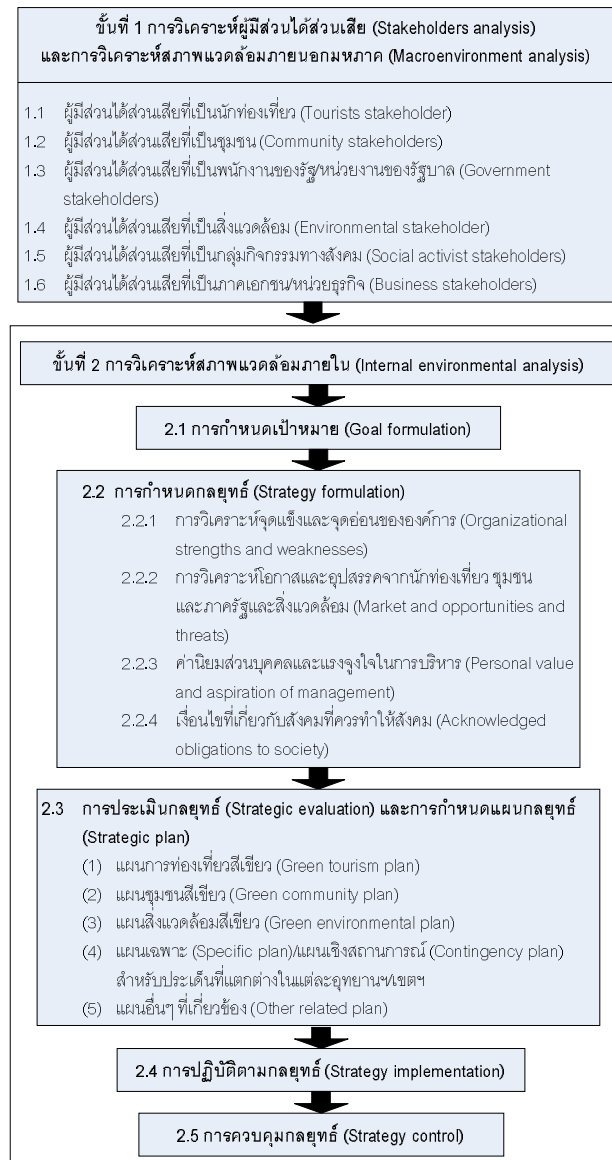 ขั้นที่ 1 การวิเคราะห์ผู้มีส่วนได้ส่วนเสีย (Stakeholders analysis)
และการวิเคราะห์สภาพแวดล้อมภายนอกมหภาค (Macroenvironment analysis)
1.1 ผู้มีส่วนได้ส่วนเสียที่เป็นนักท่องเที่ยว (Tourists stakeholder)
1.2 ผู้มีส่วนได้ส่วนเสียที่เป็นชุมชน (Community stakeholders)
1.3 ผู้มีส่วนได้ส่วนเสียที่เป็นพนักงานของรัฐ/หน่วยงานของรัฐบาล (Government
stakeholders)
1.4 ผู้มีส่วนได้ส่วนเสียที่เป็นสิ่งแวดล้อม (Environmental stakeholder)
1.5 ผู้มีส่วนได้ส่วนเสียที่เป็นกลุ่มกิจกรรมทางสังคม (Social activist stakeholders)
1.6 ผู้มีส่วนได้ส่วนเสียที่เป็นภาคเอกชน/หน่วยธุรกิจ (Business stakeholders)
ขั้นที่ 2 การวิเคราะห์สภาพแวดล้อมภายใน (Internal environmental analysis)
2.1 การกำหนดเป้าหมาย (Goal formulation)
2.2 การกำหนดกลยุทธ์ (Strategy formulation)
2.2.1 การวิเคราะห์จุดแข็งและจุดอ่อนขององค์การ (Organizational
strengths and weaknesses)
2.2.2 การวิเคราะห์โอกาสและอุปสรรคจากนักท่องเที่ยว ชุมชน
และภาครัฐและสิ่งแวดล้อม (Market and opportunities and
threats)
2.2.3 ค่านิยมส่วนบุคคลและแรงจูงใจในการบริหาร (Personal value
and aspiration of management)
2.2.4 เงื่อนไขที่เกี่ยวกับสังคมที่ควรทำให้สังคม (Acknowledged
obligations to society)
2.3 การประเมินกลยุทธ์ (Strategic evaluation) และการกำหนดแผนกลยุทธ์
(Strategic plan)
(1) แผนการท่องเที่ยวสีเขียว (Green tourism plan)
(2) แผนชุมชนสีเขียว (Green community plan)
(3) แผนสิ่งแวดล้อมสีเขียว (Green environmental plan)
(4) แผนเฉพาะ (Specific plan)/แผนเชิงสถานการณ์ (Contingency plan)
สำหรับประเด็นที่แตกต่างในแต่ละอุทยานฯ/เขตฯ
(5) แผนอื่นๆ ที่เกี่ยวข้อง (Other related plan)
2.4 การปฏิบัติตามกลยุทธ์ (Strategy implementation)
2.5 การควบคุมกลยุทธ์ (Strategy control)